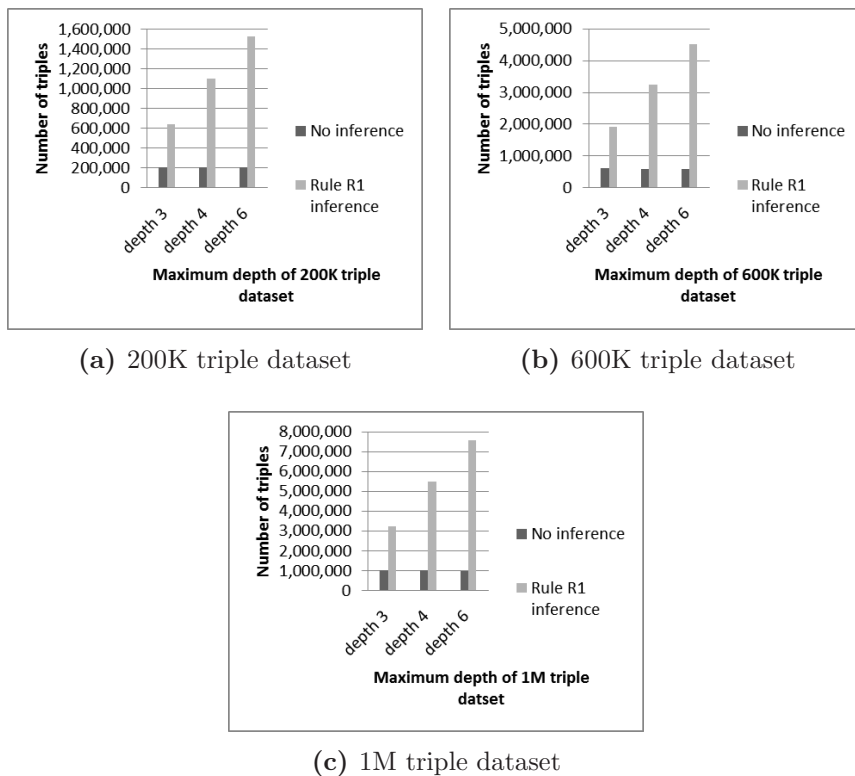 1,600,000
1,400,000
1,200,000
1,000,000
800,000
600,000
400,000
200,000
0
Number of triples
depth 3
depth 4
depth 6
No inference
Rule R1
inference
Maximum depth of 200K triple
dataset
(a) 200K triple dataset
5,000,000
4,000,000
3,000,000
2,000,000
1,000,000
0
Number of triples
depth 3
depth 4
depth 6
No inference
Rule R1
inference
Maximum depth of 600K triple
dataset
(b) 600K triple dataset
8,000,000
7,000,000
6,000,000
5,000,000
4,000,000
3,000,000
2,000,000
1,000,000
0
Number of triples
depth 3
depth 4
depth 6
No inference
Rule R1
inference
Maximum depth of 1M triple
datset
(c) 1M triple dataset